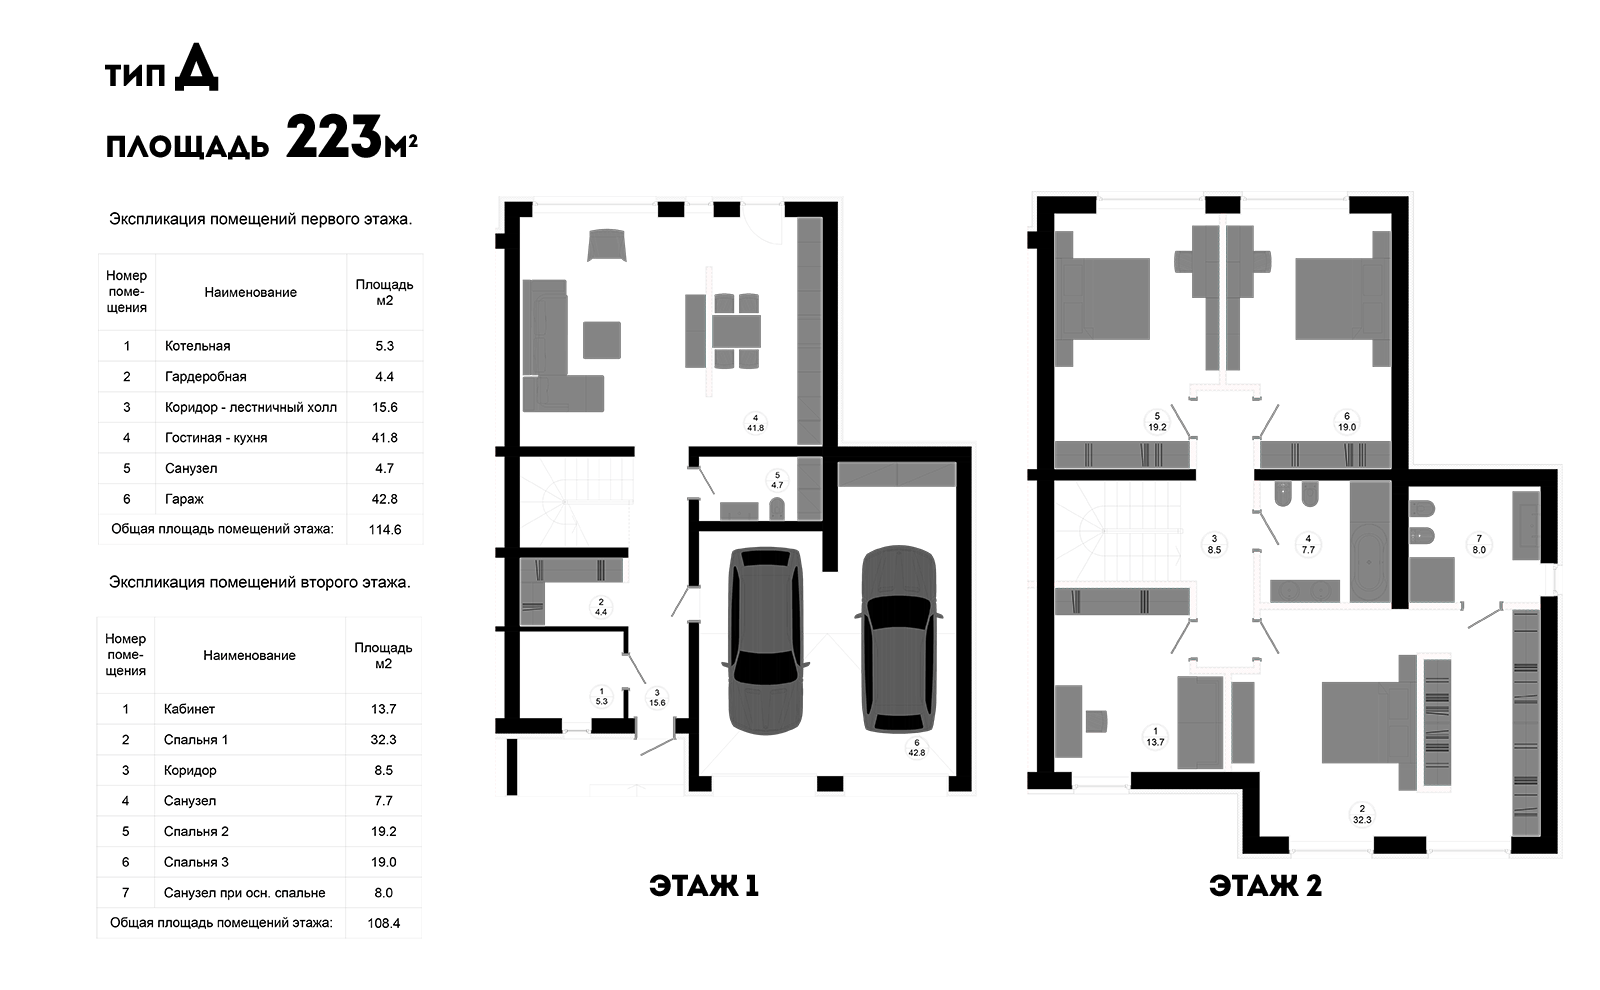 ТИП Д
ПЛОЩАДЬ 223М²
Экспликация помещений первого этажа.
Номер
поме-
щения
Наименование
Площадь
м2
1 Котельная 5.3
2 Гардеробная 4.4
3 Коридор - лестничный холл 15.6
4 Гостиная - кухня 41.8
5 Санузел 4.7
6 Гараж 42.8
Общая площадь помещений этажа: 114.6
Экспликация помещений второго этажа.
Номер
поме-
щения
Наименование
Площадь
м2
1 Кабинет 13.7
2 Спальня 1 32.3
3 Коридор 8.5
4 Санузел 7.7
5 Спальня 2 19.2
6 Спальня 3 19.0
7 Санузел при осн. спальне 8.0
Общая площадь помещений этажа: 108.4
4
41.8
5
4.7
2
4.4
1
5.3
3
15.6
6
42.8
ЭТАЖ 1
5
19.2
6
19.0
3
8.5
4
7.7
7
8.0
1
13.7
2
32.3
ЭТАЖ 2